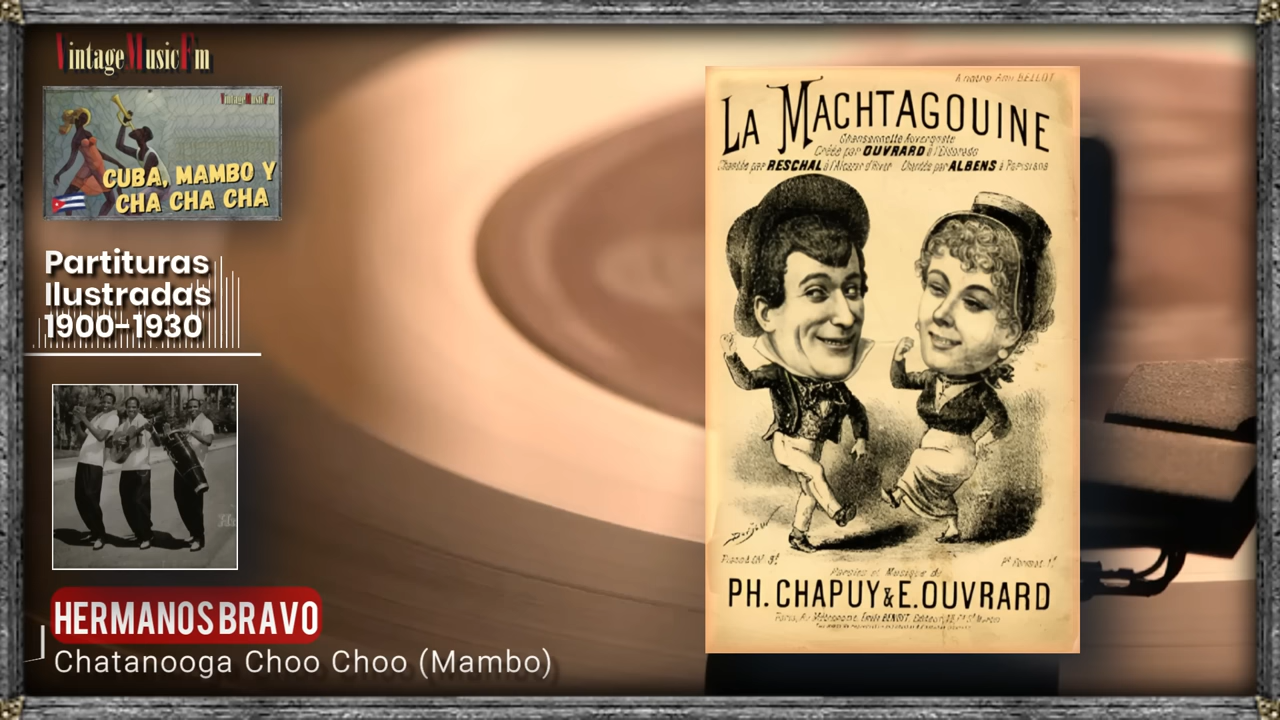 VintageMusicFm
VintageMusicFm
CUBA, MAMBO Y
CHA CHA CHA
Partituras
Ilustradas
1900-1930
HERMANOS BRAVO
Chatanooga Choo Choo (Mambo)
A notre Ami BELLOT
LA MACHTAGOUINE
Chansonnette Auvergnate
Créée par OUVRARD à l'Eldorado
Chantée par RESCHAL à l'Alcazar d'Hiver Chantée par ALBENS à Parisiana
Paroles et Musique de
PH. CHAPUY & E. OUVRARD